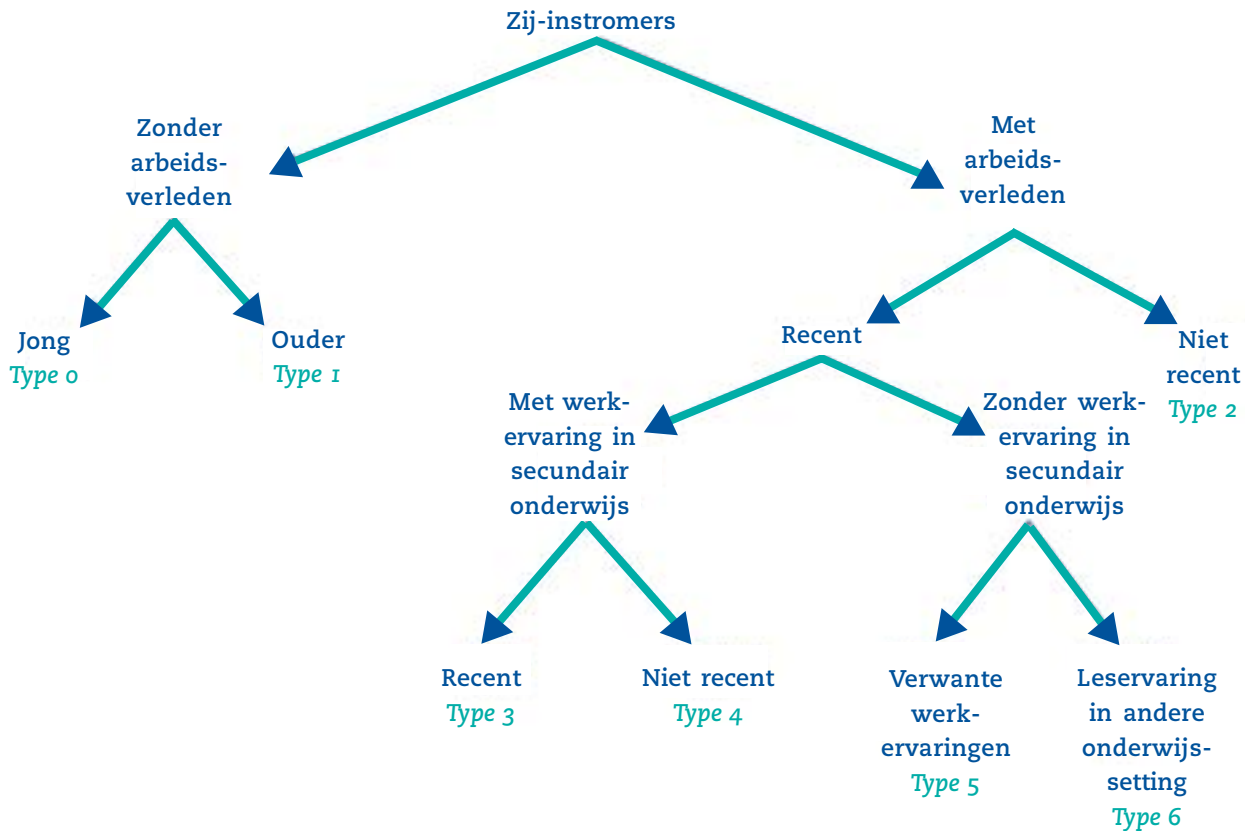 Zij-instromers
Zonder
arbeids-
verleden
Met
arbeids-
verleden
Jong
Type 0
Ouder
Type 1
Recent
Niet
recent
Type 2
Met werk-
ervaring in
secundair
onderwijs
Zonder werk-
ervaring in
secundair
onderwijs
Recent
Type 3
Niet recent
Type 4
Verwante
werk-
ervaringen
Type 5
Leservaring
in andere
onderwijs-
setting
Type 6